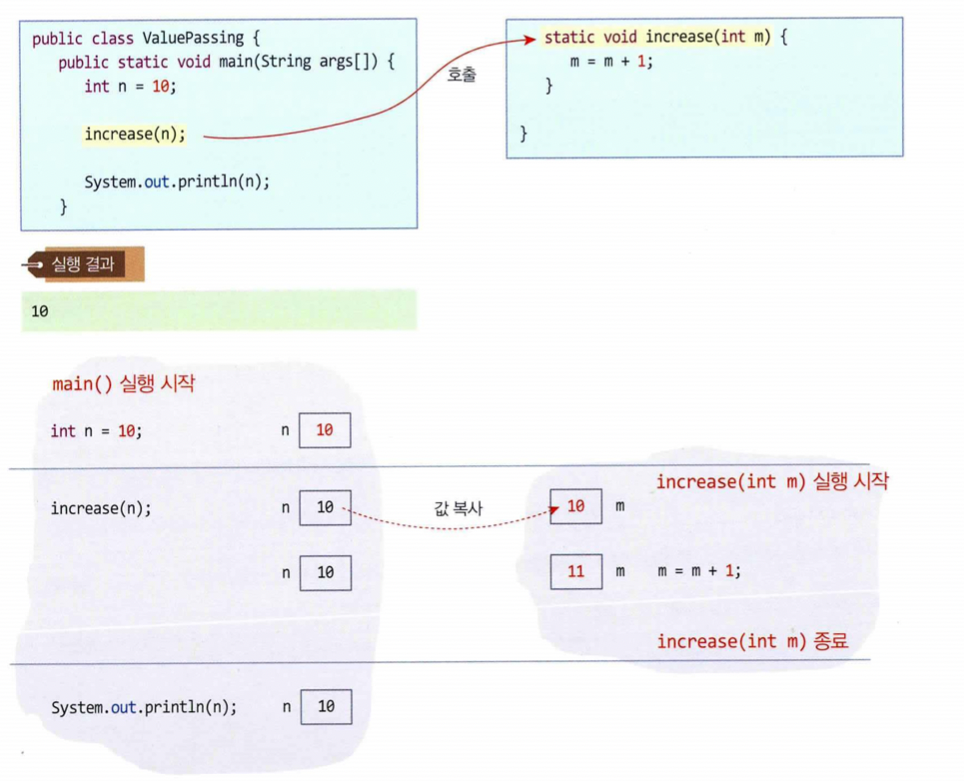 public class ValuePassing {
public static void main(String args[]) {
int n = 10;
increase(n);
System.out.println(n);
}
호출
static void increase(int m) {
m = m + 1;
}
}
실행 결과
10
main() 실행 시작
int n = 10;
n 10
increase(int m) 실행 시작
increase(n);
n 10
값 복사
10 m
n 10
11 m m = m + 1;
increase(int m) 종료
System.out.println(n);
n 10